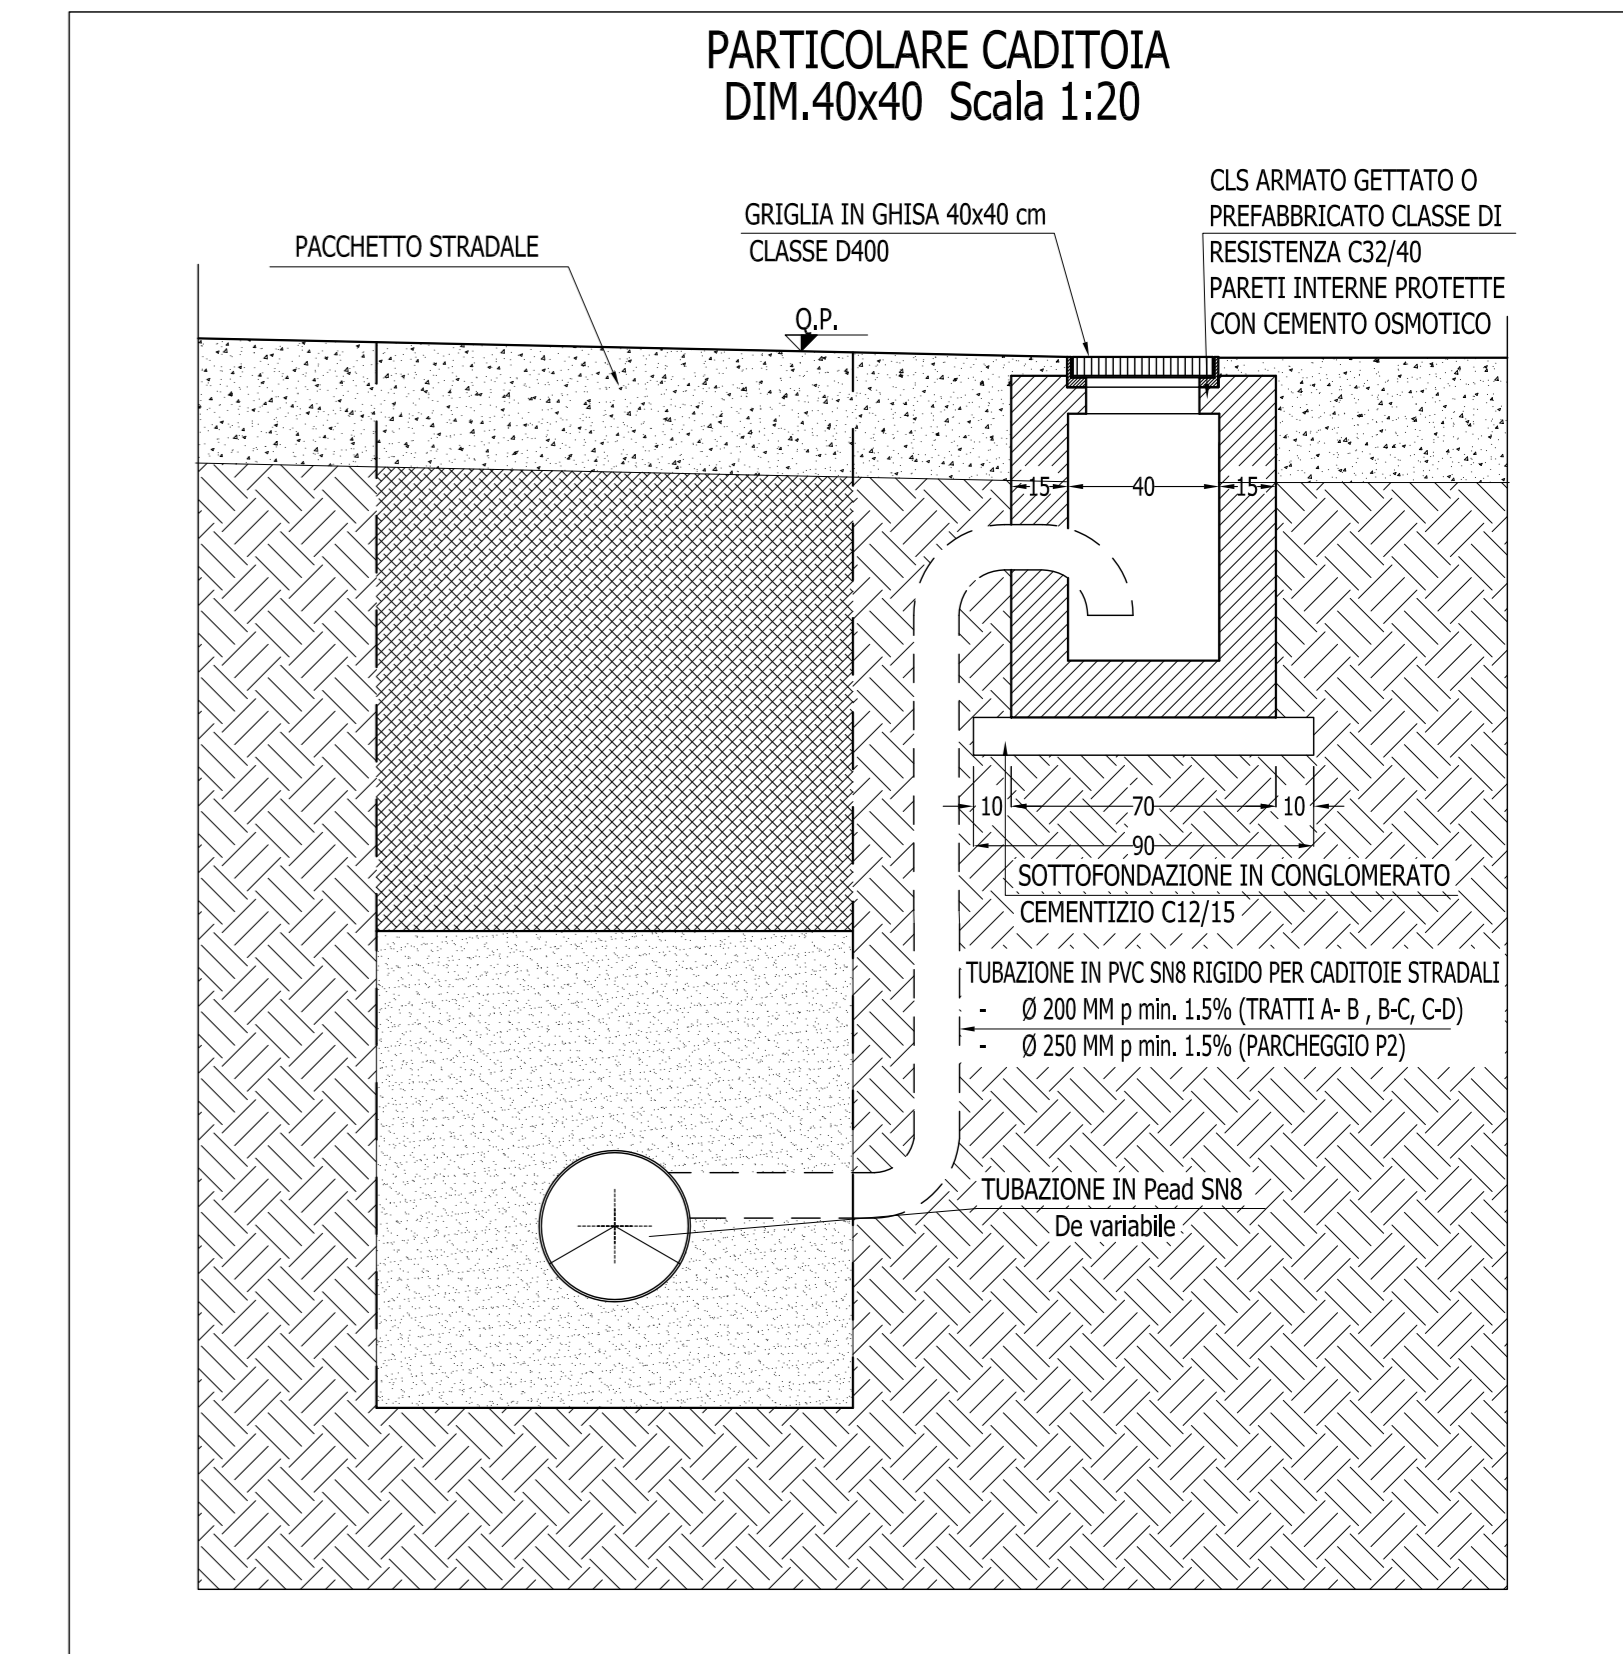 PARTICOLARE CADITOIA
DIM.40x40 Scala 1:20
PACCHETTO STRADALE
GRIGLIA IN GHISA 40x40 cm
CLASSE D400
CLS ARMATO GETTATO O
PREFABBRICATO CLASSE DI
RESISTENZA C32/40
PARETI INTERNE PROTETTE
CON CEMENTO OSMOTICO
Q.P.
15 40 15
10 70 10
90
SOTTOFONDAZIONE IN CONGLOMERATO
CEMENTIZIO C12/15
TUBAZIONE IN PVC SN8 RIGIDO PER CADITOIE STRADALI
- Ø 200 MM p min. 1.5% (TRATTI A- B , B-C, C-D)
- Ø 250 MM p min. 1.5% (PARCHEGGIO P2)
TUBAZIONE IN Pead SN8
De variabile